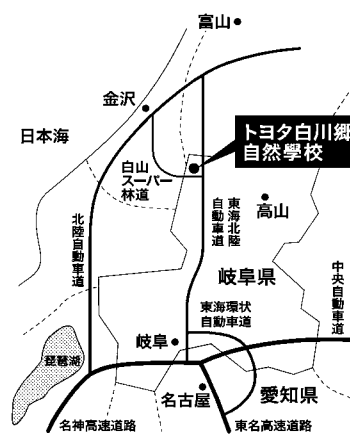 富山
金沢
日本海
トヨタ白川郷
自然學校
白山
スーパー
林道
東海北陸
自動車道
高山
北陸自動車道
岐阜県
中央自動車道
東海環状
自動車道
岐阜
琵琶湖
名古屋
愛知県
名神高速道路
東名高速道路